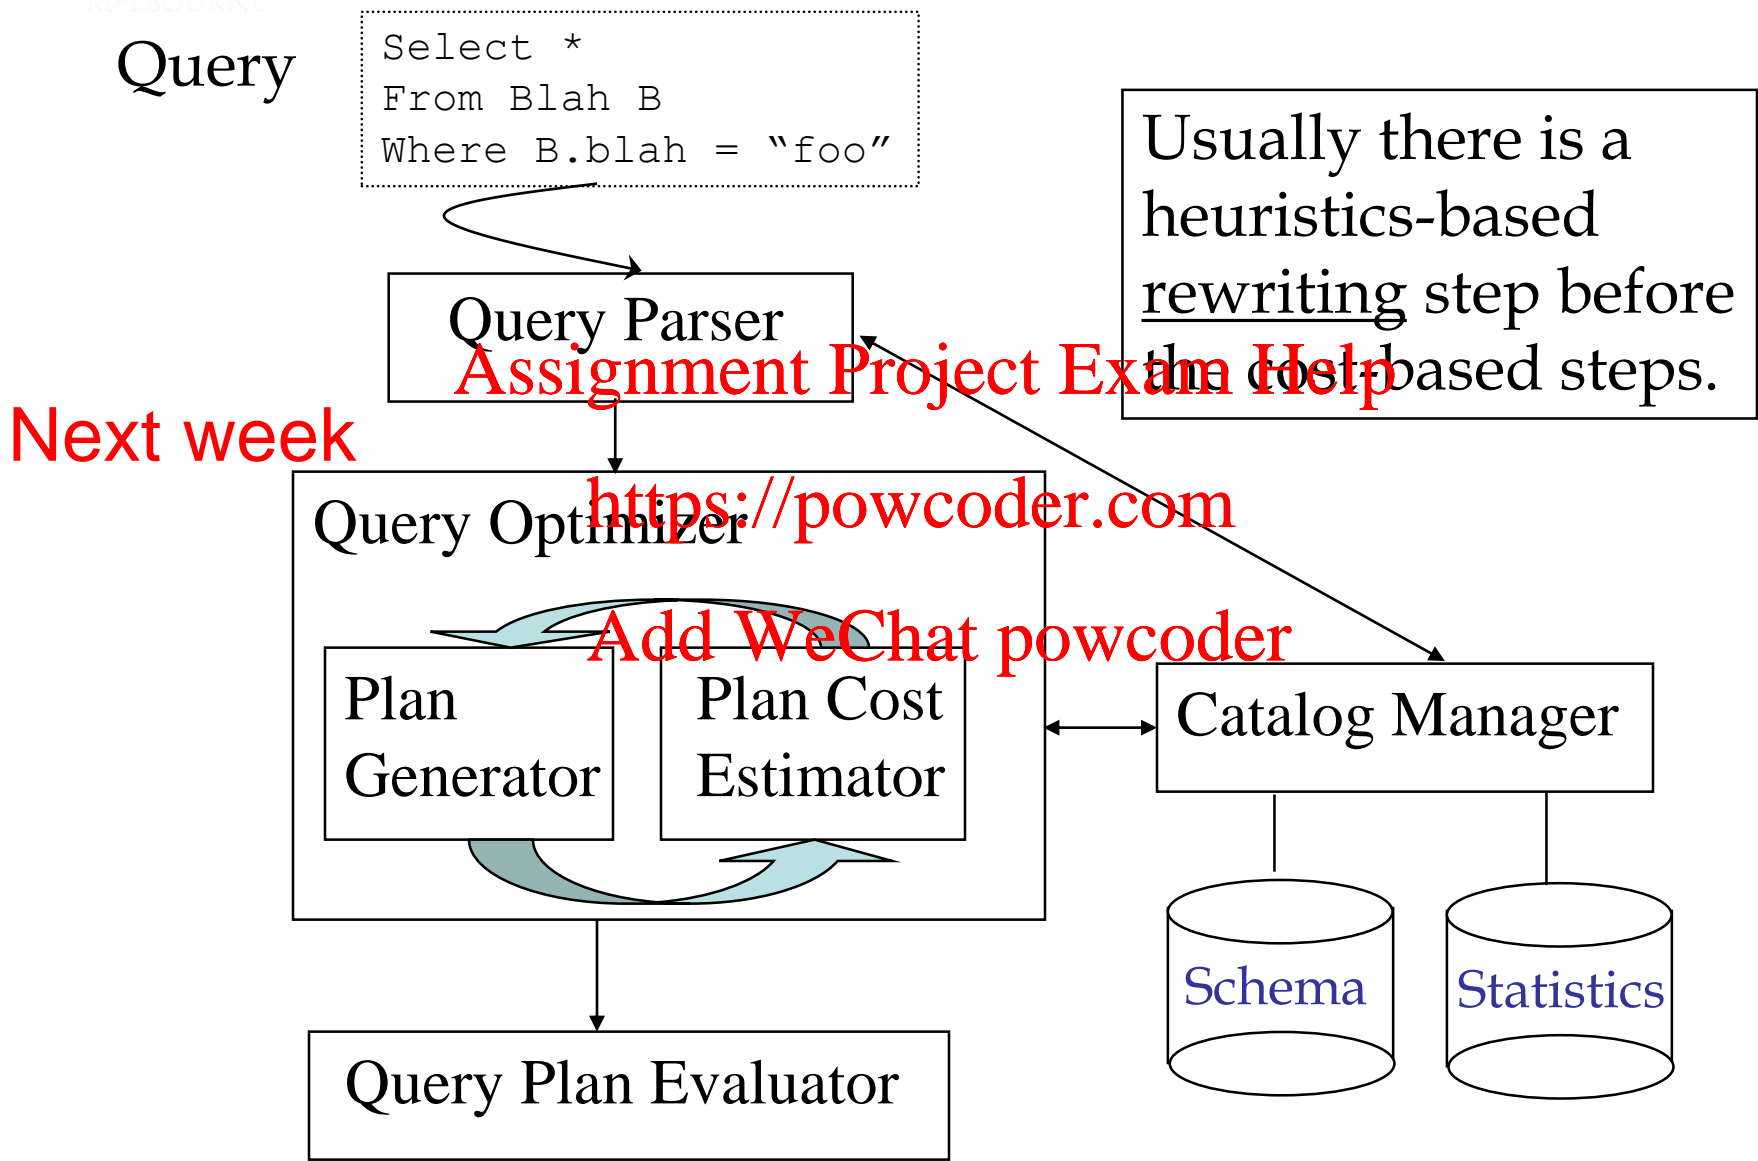 MELBOURNE
Query
Select *
From Blah B
Where B.blah = “foo”
Usually there is a
heuristics-based
rewriting step before
the cost-based steps.
Query Parser
Assignment Project Exam Help
Next week
Query Optimizer
https://powcoder.com
Add WeChat powcoder
Plan
Generator
Plan Cost
Estimator
Catalog Manager
Schema
Statistics
Query Plan Evaluator